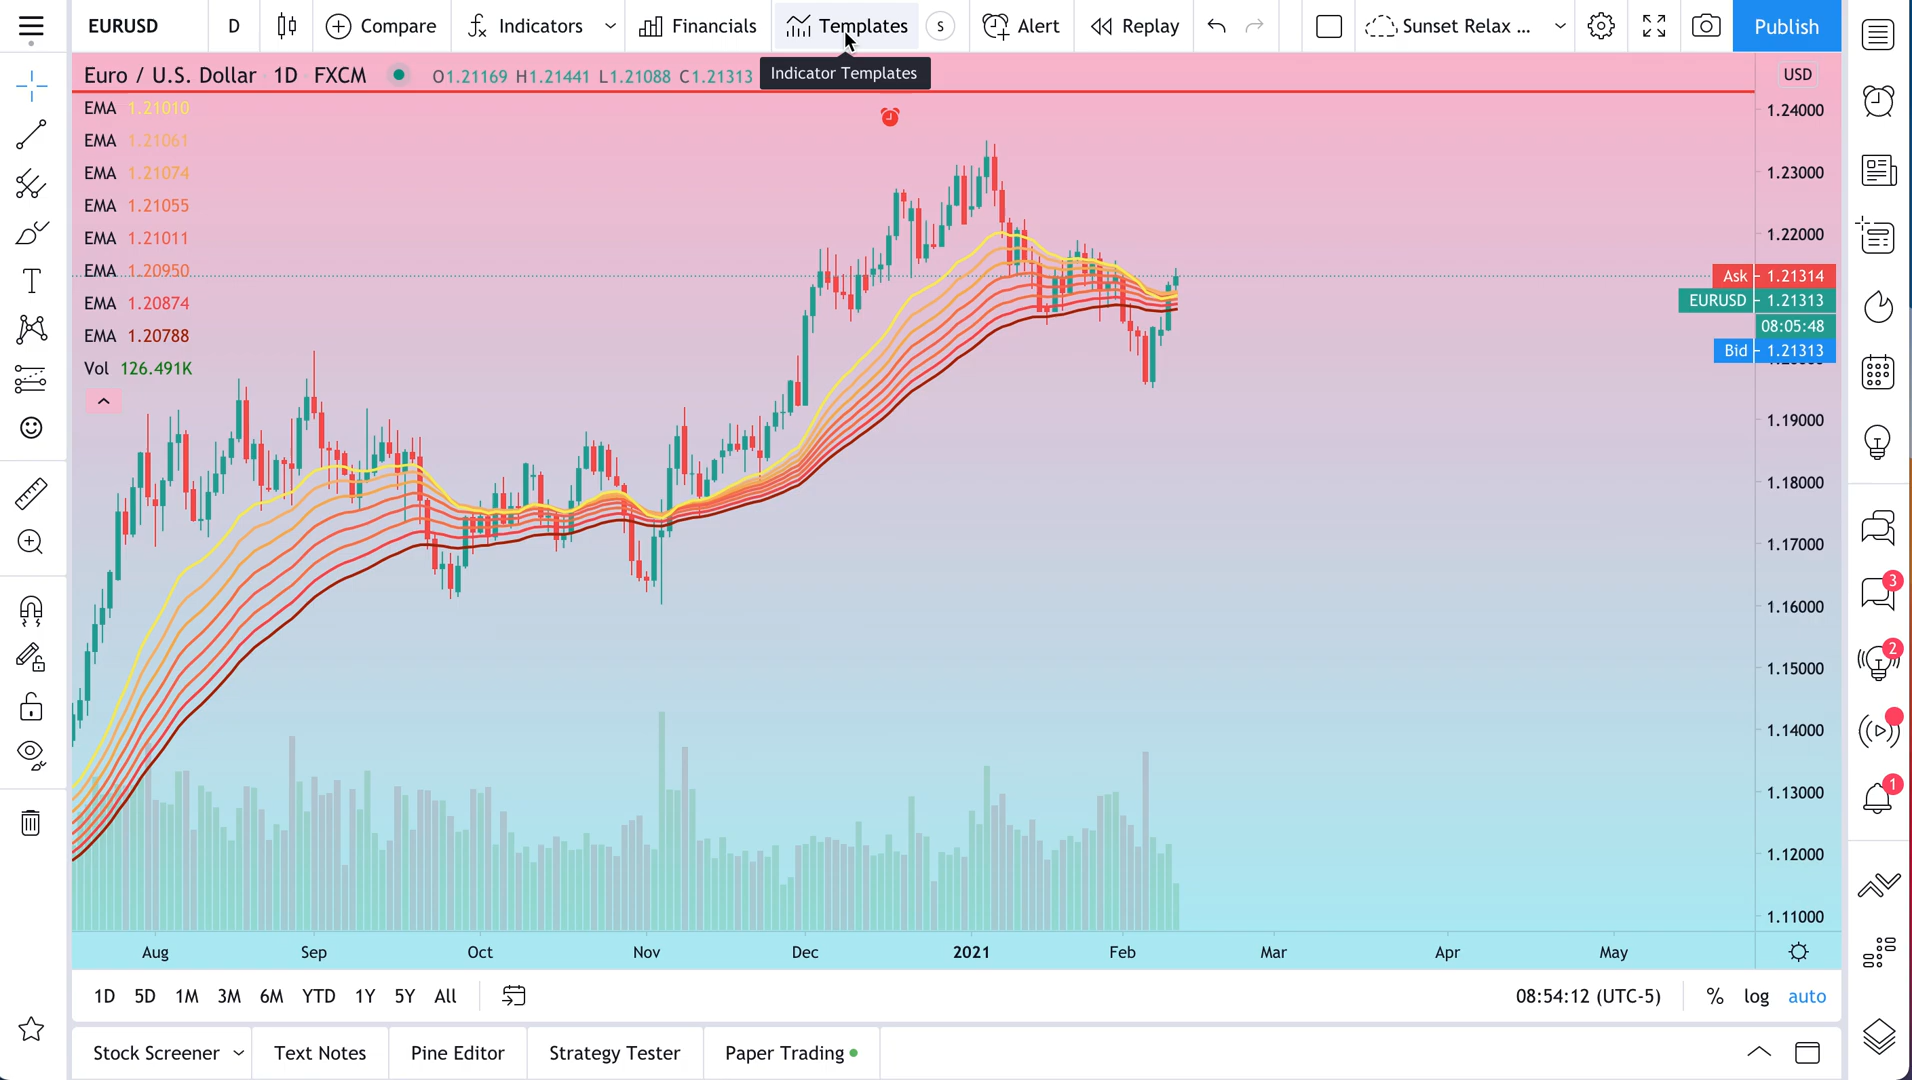 EURUSD D Compare Indicators Financials Templates S Alert Replay Sunset Relax ... Publish
Euro / U.S. Dollar 1D FXCM O1.21169 H1.21441 L1.21088 C1.21313
Indicator Templates
USD
EMA 1.21010
EMA 1.21061
EMA 1.21074
EMA 1.21055
EMA 1.21011
EMA 1.20950
EMA 1.20874
EMA 1.20788
Vol 126.491K
1.24000
1.23000
1.22000
Ask 1.21314
EURUSD 1.21313
08:05:48
Bid 1.21313
1.19000
1.18000
1.17000
1.16000
1.15000
1.14000
1.13000
1.12000
1.11000
3
2
1
Aug Sep Oct Nov Dec 2021 Feb Mar Apr May
1D 5D 1M 3M 6M YTD 1Y 5Y All 08:54:12 (UTC-5) % log auto
Stock Screener Text Notes Pine Editor Strategy Tester Paper Trading